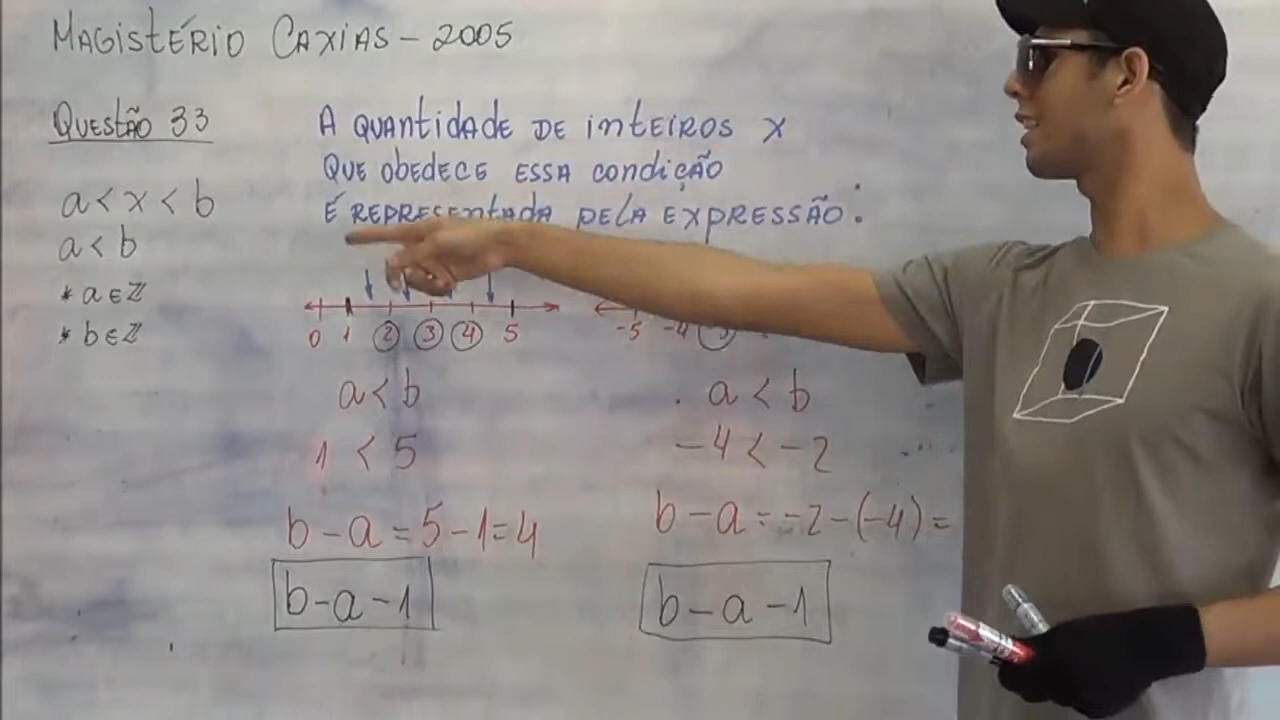 MAGISTÉRIO CAXIAS - 2005
QUESTÃO 33
a < x < b
a < b
* a ∈ ℤ
* b ∈ ℤ
A QUANTIDADE DE INTEIROS X
QUE OBEDECE ESSA CONDIÇÃO
É REPRESENTADA PELA EXPRESSÃO:
0 1 2 3 4 5
a < b
1 < 5
b - a = 5 - 1 = 4
b - a - 1
-5 -4
a < b
-4 < -2
b - a = -2 - (-4) =
b - a - 1